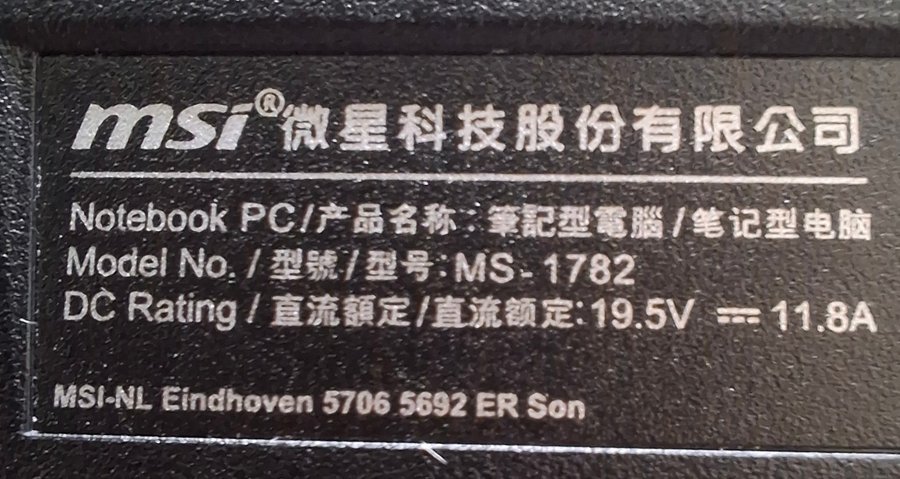 msi® 微星科技股份有限公司
Notebook PC/产品名称：筆記型電腦/笔记型电脑
Model No. / 型號/型号: MS-1782
DC Rating / 直流額定/直流额定: 19.5V ⎓ 11.8A
MSI-NL Eindhoven 5706 5692 ER Son